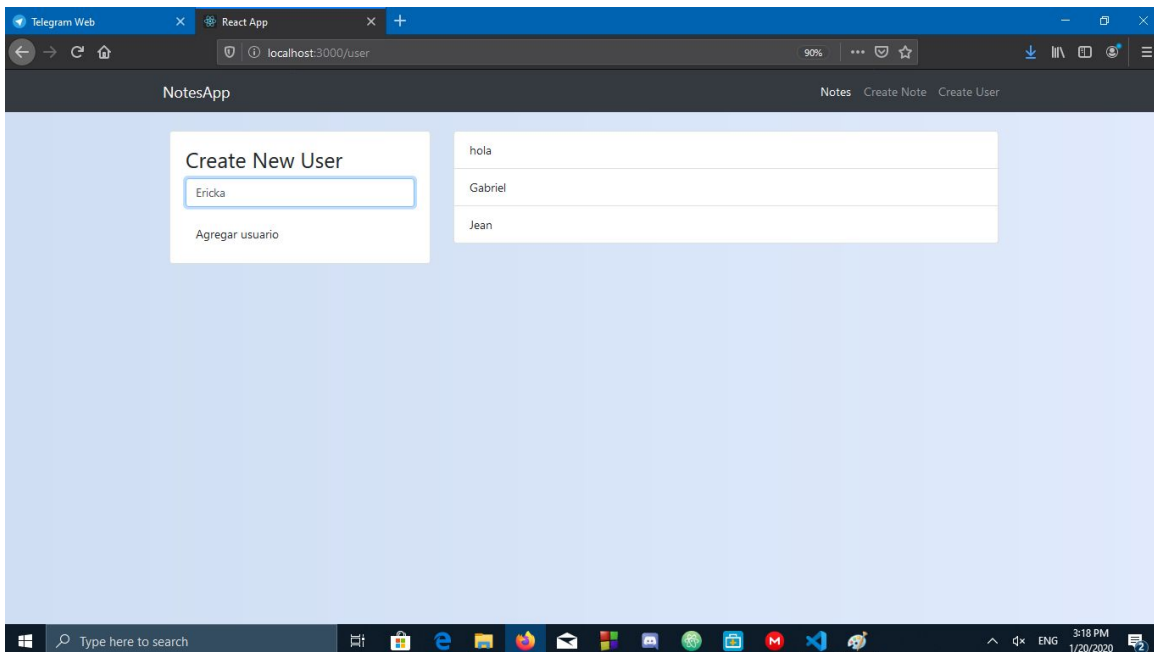 Telegram Web
React App
localhost:3000/user
90%
NotesApp
Notes Create Note Create User
Create New User
Ericka
Agregar usuario
hola
Gabriel
Jean
Type here to search
ENG
3:18 PM
1/20/2020
2